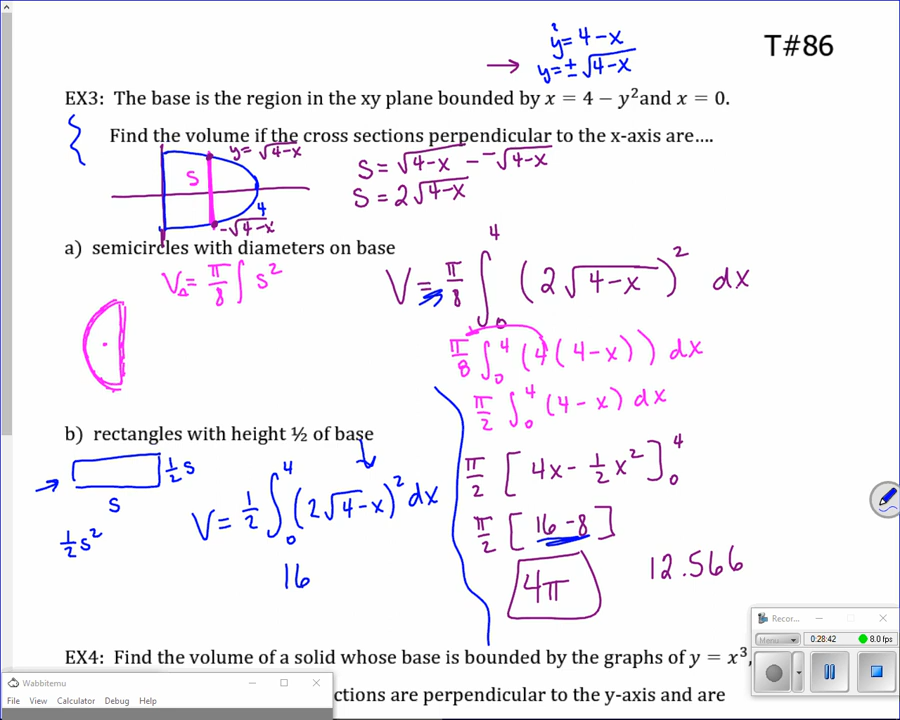 y² = 4-x
y = ± √4-x
T#86
EX3: The base is the region in the xy plane bounded by x = 4 − y² and x = 0.
Find the volume if the cross sections perpendicular to the x-axis are....
y = √4-x
S
4
-√4-x
S = √4-x - -√4-x
S = 2√4-x
a) semicircles with diameters on base
V△ = π/8 ∫ s²
V = π/8 ∫₀⁴ (2√4-x)² dx
π/8 ∫₀⁴ (4(4-x)) dx
π/2 ∫₀⁴ (4-x) dx
π/2 [4x - ½x²]₀⁴
π/2 [16-8]
4π
12.566
b) rectangles with height ½ of base
½s
s
½s²
V = ½ ∫₀⁴ (2√4-x)² dx
16
EX4: Find the volume of a solid whose base is bounded by the graphs of y = x³,
ctions are perpendicular to the y-axis and are
Wabbitemu
File View Calculator Debug Help
Recor...
Menu
0:28:42
8.0 fps